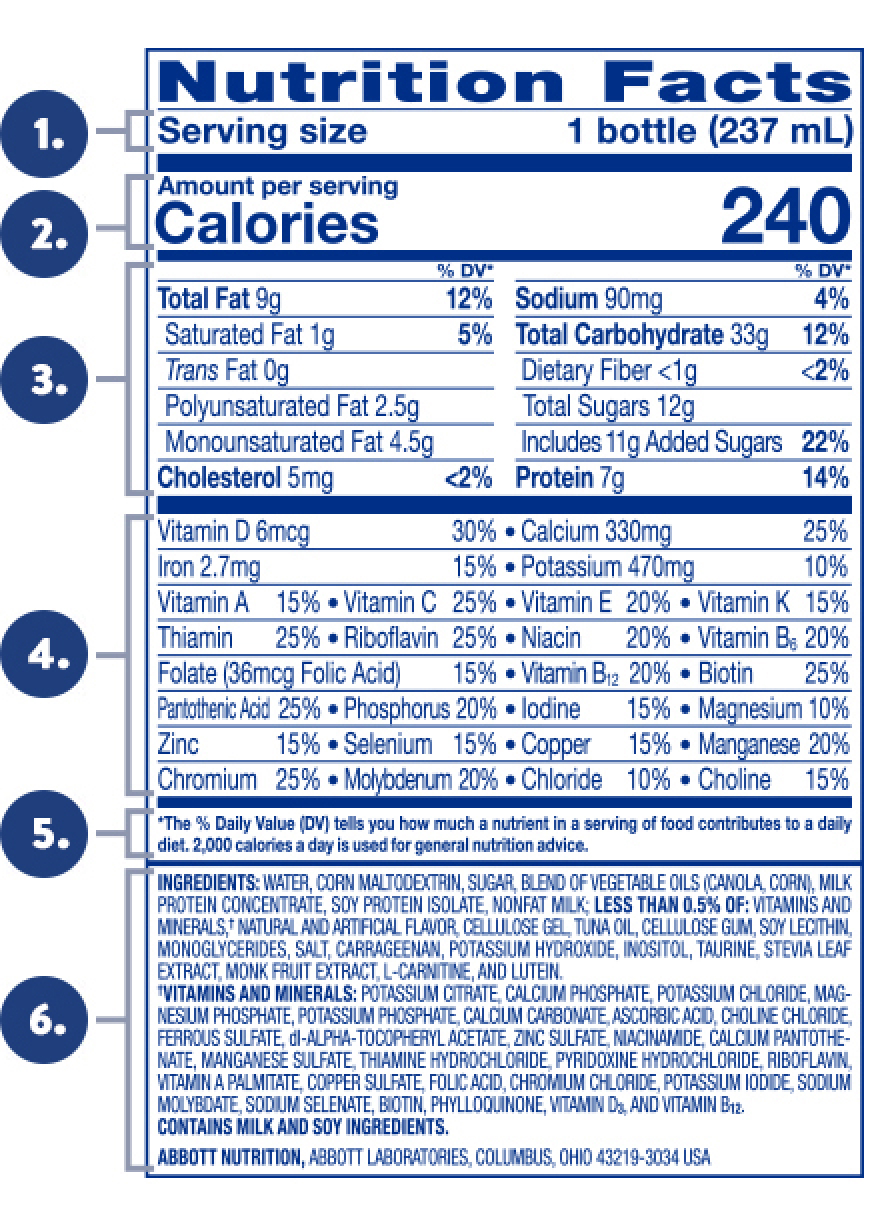 Nutrition Facts
1.
Serving size 1 bottle (237 mL)
Amount per serving
2.
Calories 240
% DV* % DV*
Total Fat 9g 12% Sodium 90mg 4%
Saturated Fat 1g 5% Total Carbohydrate 33g 12%
3.
Trans Fat 0g Dietary Fiber <1g <2%
Polyunsaturated Fat 2.5g Total Sugars 12g
Monounsaturated Fat 4.5g Includes 11g Added Sugars 22%
Cholesterol 5mg <2% Protein 7g 14%
Vitamin D 6mcg 30% • Calcium 330mg 25%
Iron 2.7mg 15% • Potassium 470mg 10%
Vitamin A 15% • Vitamin C 25% • Vitamin E 20% • Vitamin K 15%
Thiamin 25% • Riboflavin 25% • Niacin 20% • Vitamin B₆ 20%
4.
Folate (36mcg Folic Acid) 15% • Vitamin B₁₂ 20% • Biotin 25%
Pantothenic Acid 25% • Phosphorus 20% • Iodine 15% • Magnesium 10%
Zinc 15% • Selenium 15% • Copper 15% • Manganese 20%
Chromium 25% • Molybdenum 20% • Chloride 10% • Choline 15%
5.
*The % Daily Value (DV) tells you how much a nutrient in a serving of food contributes to a daily
diet. 2,000 calories a day is used for general nutrition advice.
INGREDIENTS: WATER, CORN MALTODEXTRIN, SUGAR, BLEND OF VEGETABLE OILS (CANOLA, CORN), MILK
PROTEIN CONCENTRATE, SOY PROTEIN ISOLATE, NONFAT MILK; LESS THAN 0.5% OF: VITAMINS AND
MINERALS,† NATURAL AND ARTIFICIAL FLAVOR, CELLULOSE GEL, TUNA OIL, CELLULOSE GUM, SOY LECITHIN,
MONOGLYCERIDES, SALT, CARRAGEENAN, POTASSIUM HYDROXIDE, INOSITOL, TAURINE, STEVIA LEAF
EXTRACT, MONK FRUIT EXTRACT, L-CARNITINE, AND LUTEIN.
†VITAMINS AND MINERALS: POTASSIUM CITRATE, CALCIUM PHOSPHATE, POTASSIUM CHLORIDE, MAG-
6.
NESIUM PHOSPHATE, POTASSIUM PHOSPHATE, CALCIUM CARBONATE, ASCORBIC ACID, CHOLINE CHLORIDE,
FERROUS SULFATE, dl-ALPHA-TOCOPHERYL ACETATE, ZINC SULFATE, NIACINAMIDE, CALCIUM PANTOTHE-
NATE, MANGANESE SULFATE, THIAMINE HYDROCHLORIDE, PYRIDOXINE HYDROCHLORIDE, RIBOFLAVIN,
VITAMIN A PALMITATE, COPPER SULFATE, FOLIC ACID, CHROMIUM CHLORIDE, POTASSIUM IODIDE, SODIUM
MOLYBDATE, SODIUM SELENATE, BIOTIN, PHYLLOQUINONE, VITAMIN D₃, AND VITAMIN B₁₂.
CONTAINS MILK AND SOY INGREDIENTS.
ABBOTT NUTRITION, ABBOTT LABORATORIES, COLUMBUS, OHIO 43219-3034 USA